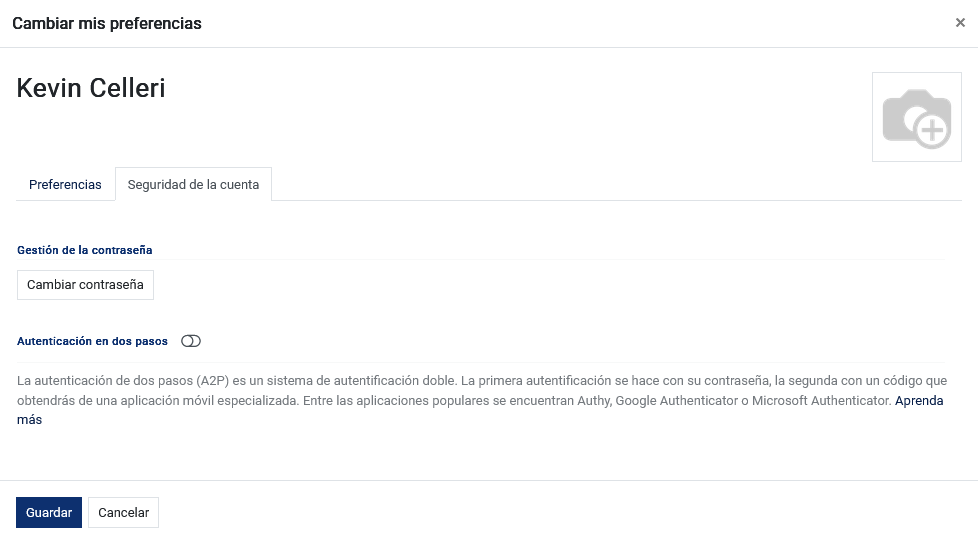 Cambiar mis preferencias ×
Kevin Celleri
Preferencias Seguridad de la cuenta
Gestión de la contraseña
Cambiar contraseña
Autenticación en dos pasos
La autenticación de dos pasos (A2P) es un sistema de autentificación doble. La primera autentificación se hace con su contraseña, la segunda con un código que
obtendrás de una aplicación móvil especializada. Entre las aplicaciones populares se encuentran Authy, Google Authenticator o Microsoft Authenticator. Aprenda
más
Guardar Cancelar